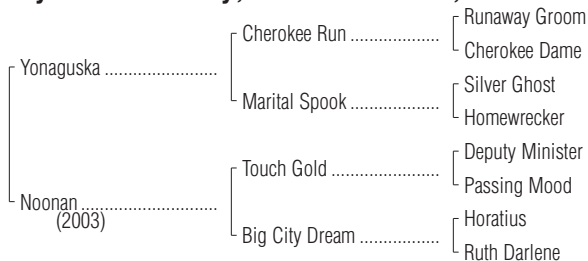 Runaway Groom
Cherokee Run ...................
Cherokee Dame
Yonaguska .......................
Silver Ghost
Marital Spook ..................
Homewrecker
Deputy Minister
Touch Gold ......................
Passing Mood
Noonan ............................
(2003)
Horatius
Big City Dream ................
Ruth Darlene